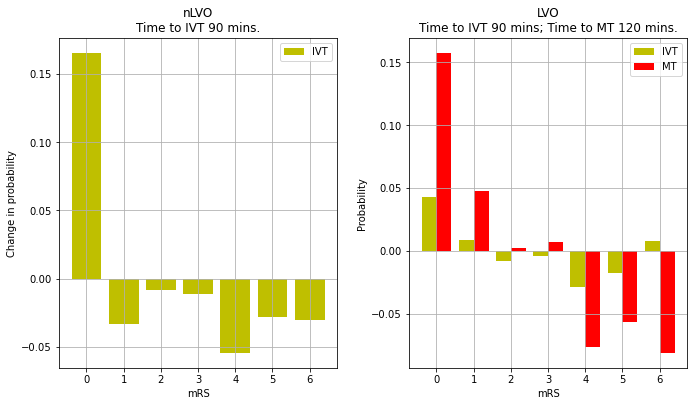 nLVO
Time to IVT 90 mins.
IVT
Change in probability
0.15
0.10
0.05
0.00
−0.05
0 1 2 3 4 5 6
mRS
LVO
Time to IVT 90 mins; Time to MT 120 mins.
IVT
MT
Probability
0.15
0.10
0.05
0.00
−0.05
0 1 2 3 4 5 6
mRS